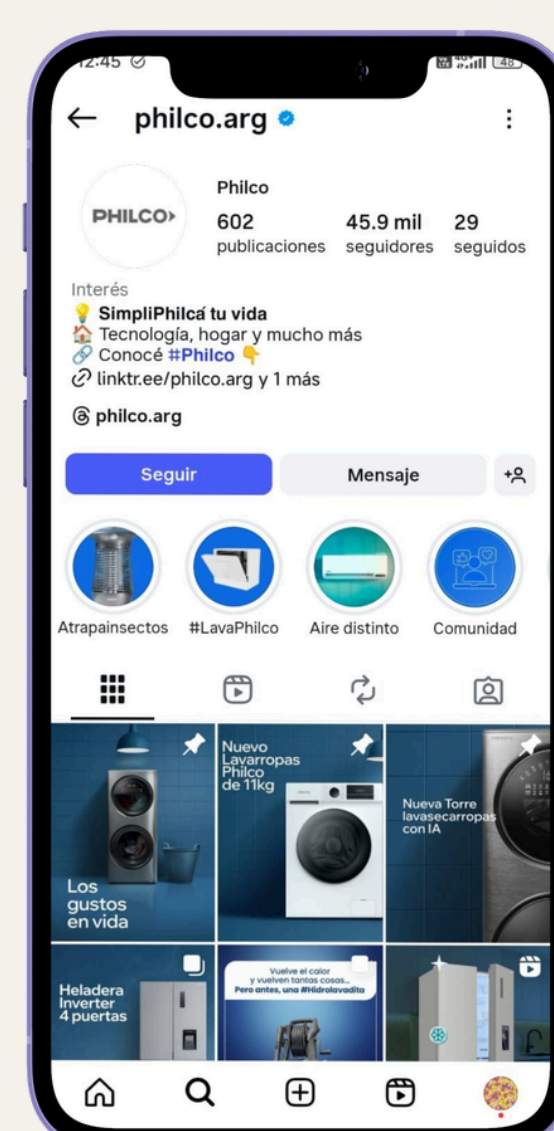 12:45
48
philco.arg
PHILCO
Philco
602
45.9 mil
29
publicaciones
seguidores
seguidos
Interés
SimpliPhilcá tu vida
Tecnología, hogar y mucho más
Conocé #Philco
linktr.ee/philco.arg y 1 más
philco.arg
Seguir
Mensaje
Atrapainsectos
#LavaPhilco
Aire distinto
Comunidad
Los
gustos
en vida
Nuevo
Lavarropas
Philco
de 11kg
Nueva Torre
lavasecarropas
con IA
Heladera
Inverter
4 puertas
Vuelve el calor
y vuelven tantas cosas...
Pero antes, una #Hidrolavadita